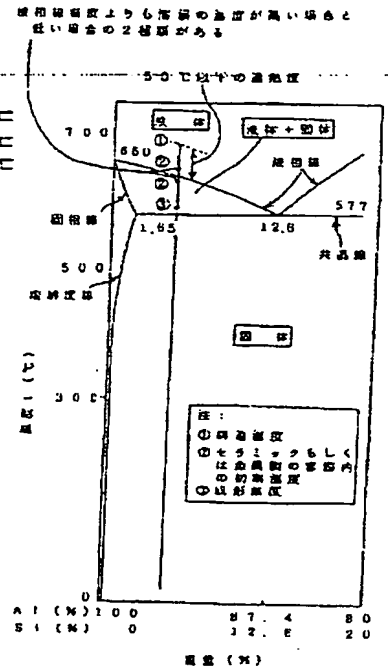 液相線温度よりも溶湯の温度が高い場合と
低い場合の2種類がある
50℃以下の過熱度
700
液体
①
660
②
②
③
液体+固体
液相線
577
固相線
1.65
12.6
共晶線
500
溶解度線
固体
温度(℃)
300
注:
①鋳造温度
②セラミックもしく
は金属製の容器内
の初期温度
③成形温度
0
Al(%)100
87.4
80
Si(%)
0
12.6
20
重量(%)